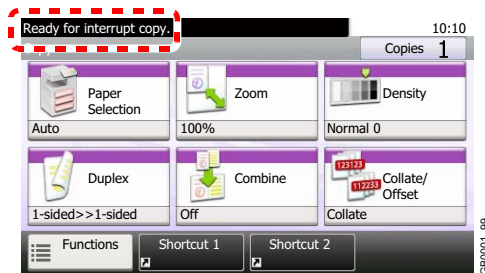 Ready for interrupt copy.
10:10
Copies 1
Paper
Selection
Zoom
Density
Auto
100%
Normal 0
Duplex
Combine
123123
112233
Collate/
Offset
1-sided>>1-sided
Off
Collate
Functions
Shortcut 1
Shortcut 2